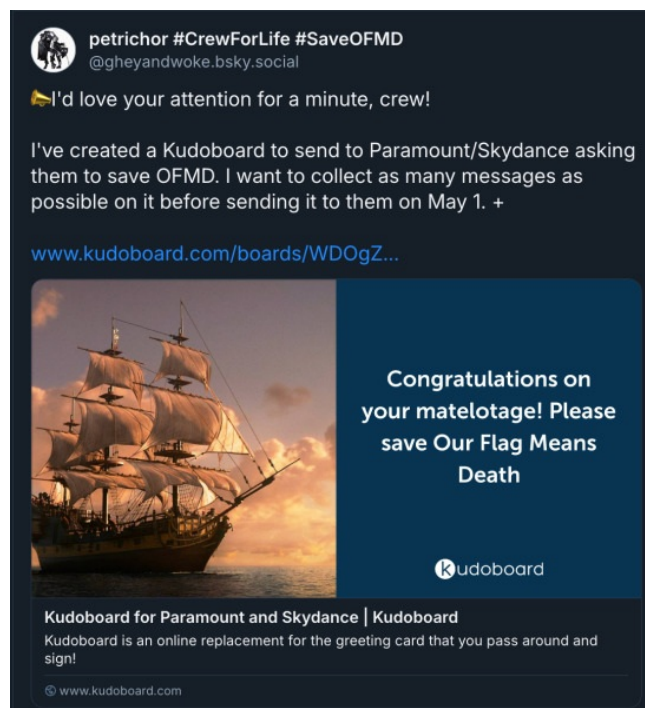 petrichor #CrewForLife #SaveOFMD
@gheyandwoke.bsky.social
I'd love your attention for a minute, crew!
I've created a Kudoboard to send to Paramount/Skydance asking
them to save OFMD. I want to collect as many messages as
possible on it before sending it to them on May 1. +
www.kudoboard.com/boards/WDOgZ...
Congratulations on
your matelotage! Please
save Our Flag Means
Death
kudoboard
Kudoboard for Paramount and Skydance | Kudoboard
Kudoboard is an online replacement for the greeting card that you pass around and
sign!
www.kudoboard.com